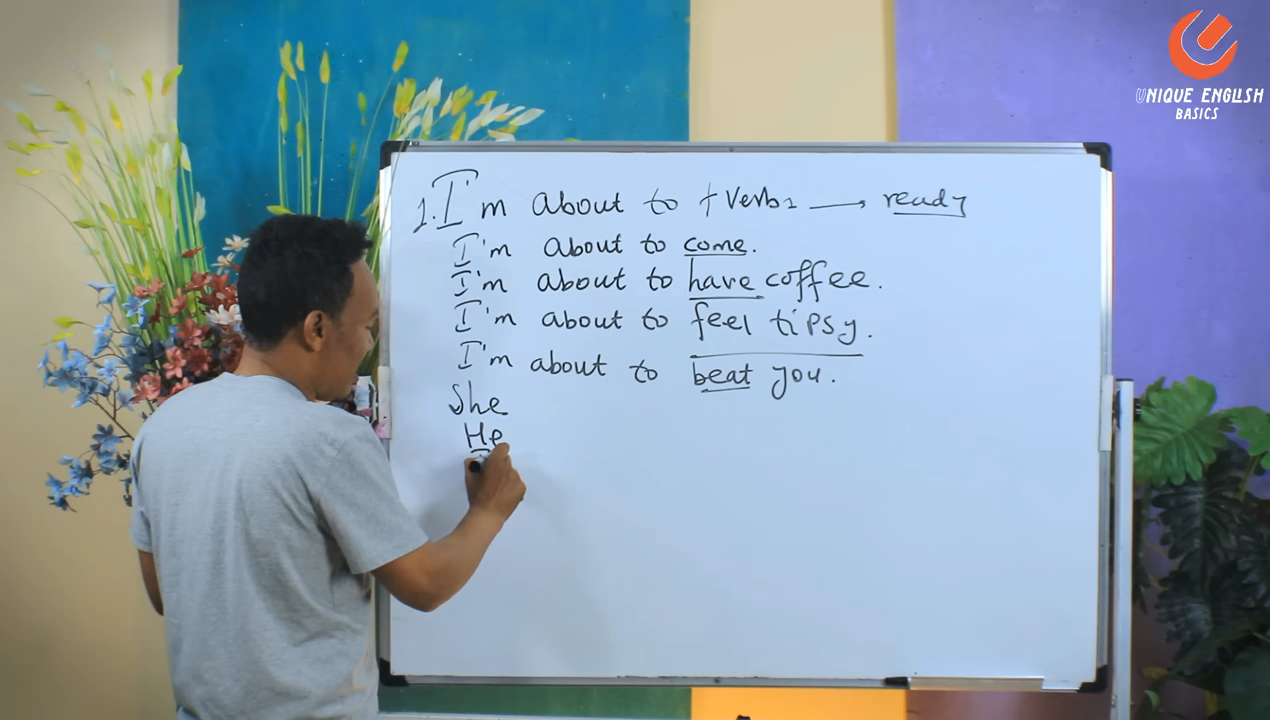 UNIQUE ENGLISH
BASICS
1. I'm about to + Verb1 → ready
I'm about to come.
I'm about to have coffee.
I'm about to feel tipsy.
I'm about to beat you.
She
He